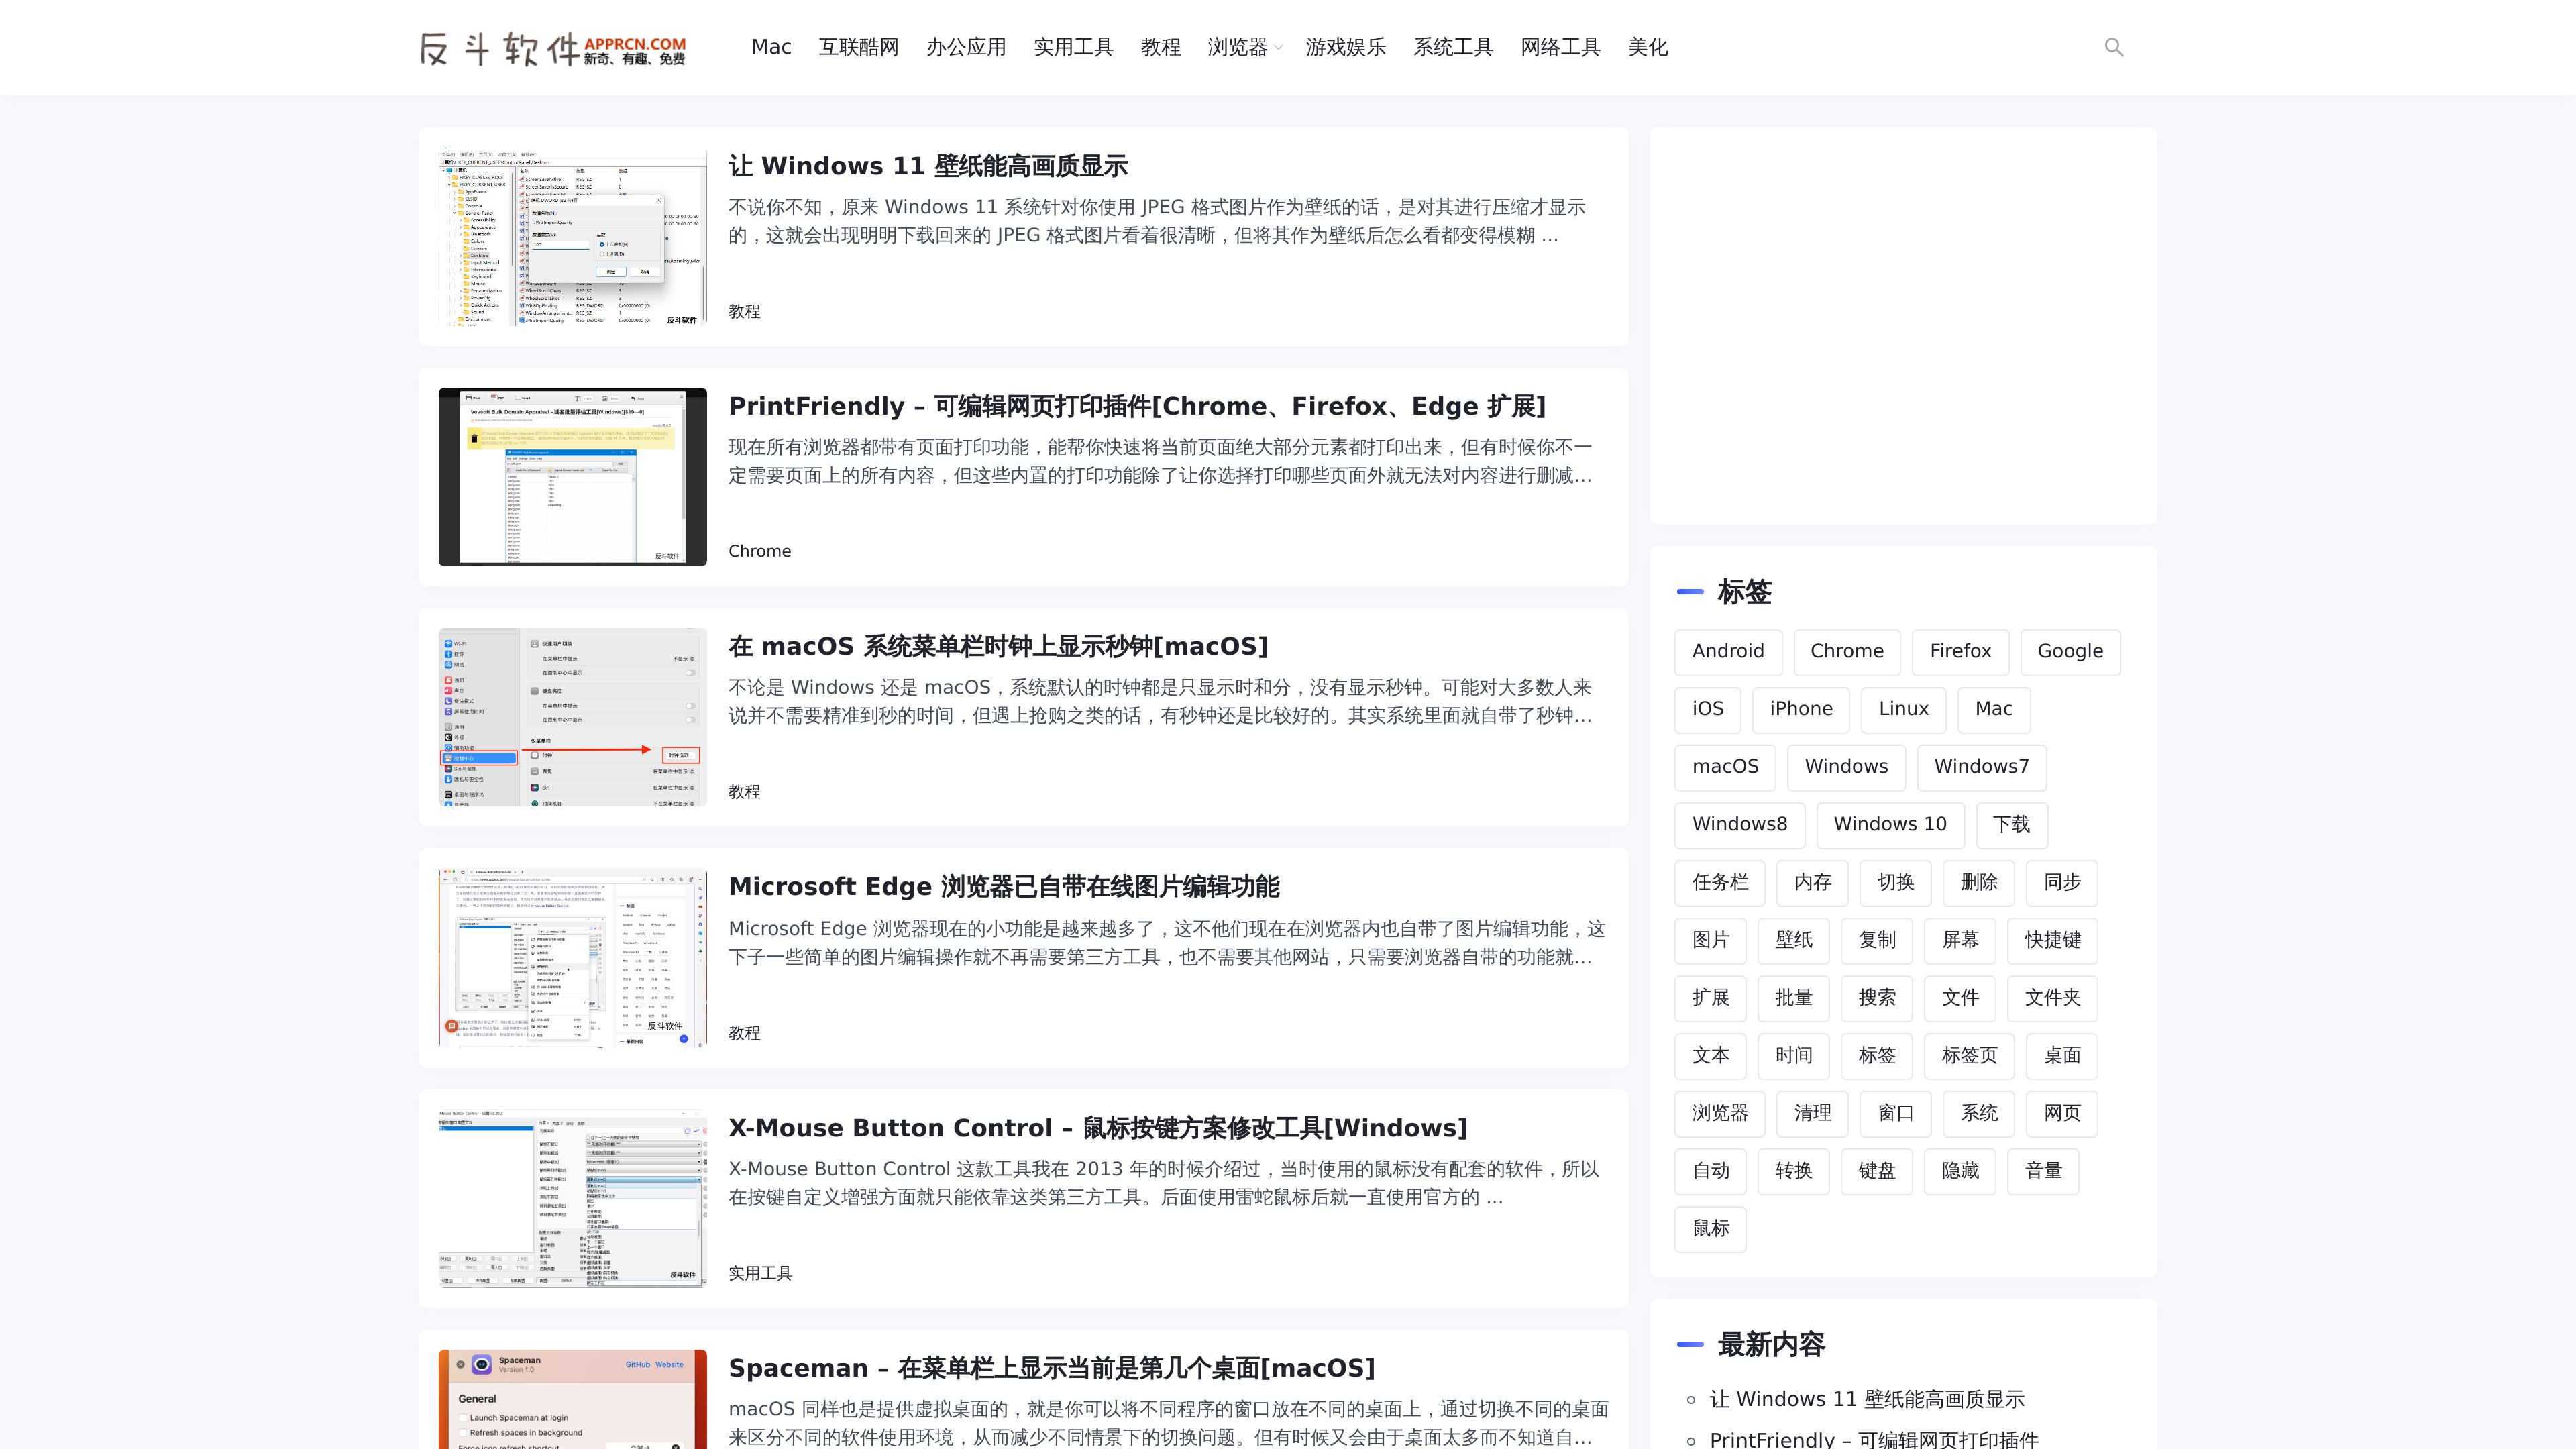 反斗软件 APPRCN.COM
新奇、有趣、免费
Mac 互联酷网 办公应用 实用工具 教程 浏览器 游戏娱乐 系统工具 网络工具 美化
让 Windows 11 壁纸能高画质显示
不说你不知，原来 Windows 11 系统针对你使用 JPEG 格式图片作为壁纸的话，是对其进行压缩才显示
的，这就会出现明明下载回来的 JPEG 格式图片看着很清晰，但将其作为壁纸后怎么看都变得模糊 ...
教程
反斗软件
PrintFriendly – 可编辑网页打印插件[Chrome、Firefox、Edge 扩展]
现在所有浏览器都带有页面打印功能，能帮你快速将当前页面绝大部分元素都打印出来，但有时候你不一
定需要页面上的所有内容，但这些内置的打印功能除了让你选择打印哪些页面外就无法对内容进行删减...
Chrome
反斗软件
在 macOS 系统菜单栏时钟上显示秒钟[macOS]
不论是 Windows 还是 macOS，系统默认的时钟都是只显示时和分，没有显示秒钟。可能对大多数人来
说并不需要精准到秒的时间，但遇上抢购之类的话，有秒钟还是比较好的。其实系统里面就自带了秒钟...
教程
Microsoft Edge 浏览器已自带在线图片编辑功能
Microsoft Edge 浏览器现在的小功能是越来越多了，这不他们现在在浏览器内也自带了图片编辑功能，这
下子一些简单的图片编辑操作就不再需要第三方工具，也不需要其他网站，只需要浏览器自带的功能就...
教程
反斗软件
X-Mouse Button Control – 鼠标按键方案修改工具[Windows]
X-Mouse Button Control 这款工具我在 2013 年的时候介绍过，当时使用的鼠标没有配套的软件，所以
在按键自定义增强方面就只能依靠这类第三方工具。后面使用雷蛇鼠标后就一直使用官方的 ...
实用工具
反斗软件
Spaceman – 在菜单栏上显示当前是第几个桌面[macOS]
macOS 同样也是提供虚拟桌面的，就是你可以将不同程序的窗口放在不同的桌面上，通过切换不同的桌面
来区分不同的软件使用环境，从而减少不同情景下的切换问题。但有时候又会由于桌面太多而不知道自...
Spaceman
Version 1.0
GitHub Website
General
Launch Spaceman at login
Refresh spaces in background
标签
Android Chrome Firefox Google
iOS iPhone Linux Mac
macOS Windows Windows7
Windows8 Windows 10 下载
任务栏 内存 切换 删除 同步
图片 壁纸 复制 屏幕 快捷键
扩展 批量 搜索 文件 文件夹
文本 时间 标签 标签页 桌面
浏览器 清理 窗口 系统 网页
自动 转换 键盘 隐藏 音量
鼠标
最新内容
让 Windows 11 壁纸能高画质显示
PrintFriendly – 可编辑网页打印插件